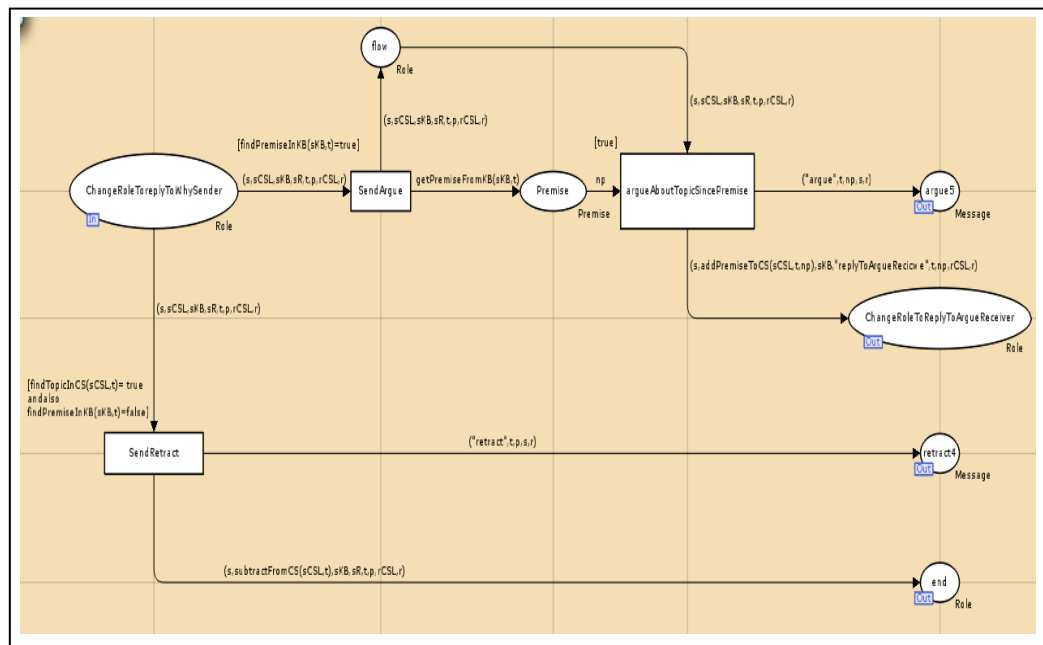 flow
Role
(s,sCSL,sKB,sR,t,p,rCSL,r)
(s,sCSL,sKB,sR,t,p,rCSL,r)
[findPremiseInKB(sKB,t)=true]
[true]
ChangeRoleToreplyToWhySender
In
Role
(s,sCSL,sKB,sR,t,p,rCSL,r)
SendArgue
getPremiseFromKB(sKB,t)
Premise
Premise
np
argueAboutTopicSincePremise
("argue",t,np,s,r)
argue5
Out
Message
(s,addPremiseToCS(sCSL,t,np),sKB,"replyToArgueRecicve",t,np,rCSL,r)
(s,sCSL,sKB,sR,t,p,rCSL,r)
ChangeRoleToReplyToArgueReceiver
Out
Role
[findTopicInCS(sCSL,t)= true
andalso
findPremiseInKB(sKB,t)=false]
SendRetract
("retract",t,p,s,r)
retract4
Out
Message
(s,subtractFromCS(sCSL,t),sKB,sR,t,p,rCSL,r)
end
Out
Role